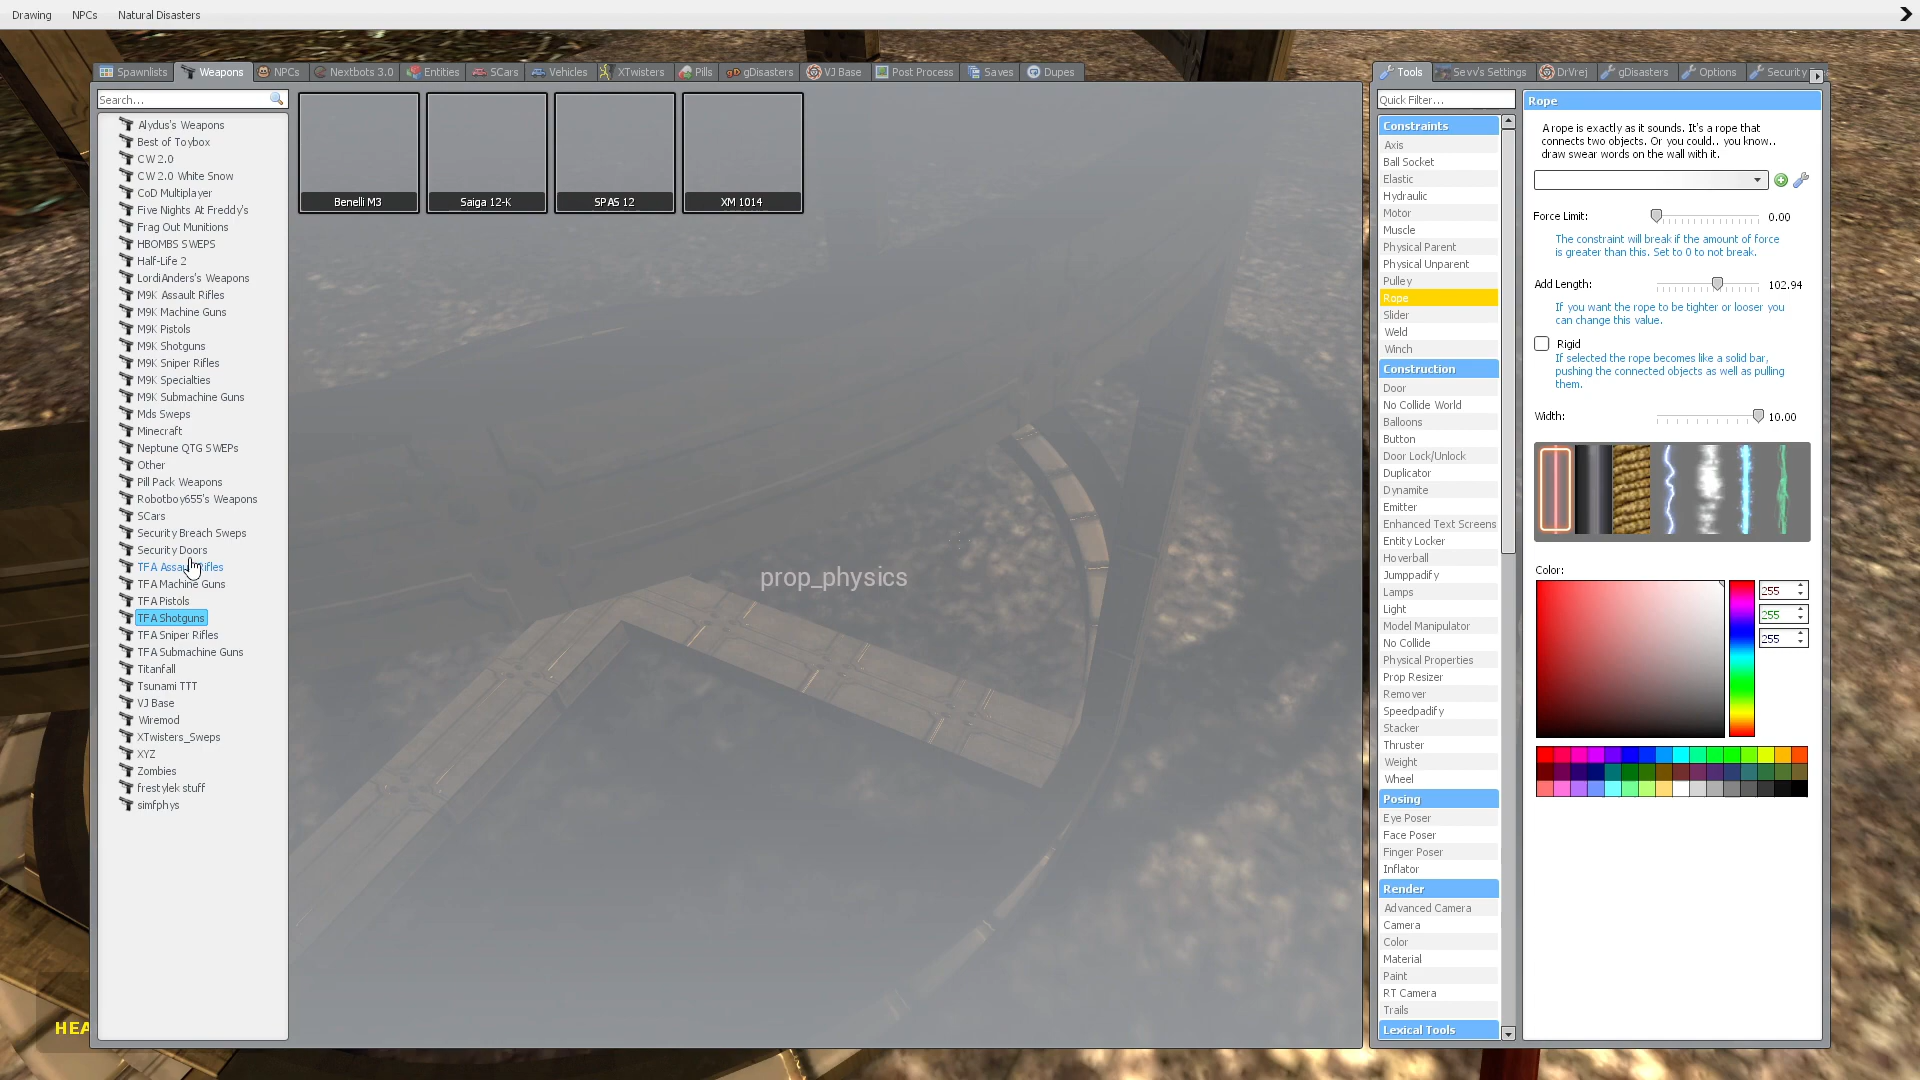 Drawing NPCs Natural Disasters
Spawnlists Weapons NPCs Nextbots 3.0 Entities SCars Vehicles XTwisters Pills gDisasters VJ Base Post Process Saves Dupes
Search...
Alydus's Weapons
Best of Toybox
CW 2.0
CW 2.0 White Snow
CoD Multiplayer
Five Nights At Freddy's
Frag Out Munitions
HBOMBS SWEPS
Half-Life 2
LordiAnders's Weapons
M9K Assault Rifles
M9K Machine Guns
M9K Pistols
M9K Shotguns
M9K Sniper Rifles
M9K Specialties
M9K Submachine Guns
Mds Sweps
Minecraft
Neptune QTG SWEPs
Other
Pill Pack Weapons
Robotboy655's Weapons
SCars
Security Breach Sweps
Security Doors
TFA Assault Rifles
TFA Machine Guns
TFA Pistols
TFA Shotguns
TFA Sniper Rifles
TFA Submachine Guns
Titanfall
Tsunami TTT
VJ Base
Wiremod
XTwisters_Sweps
XYZ
Zombies
frestylek stuff
simfphys
HEA
Benelli M3 Saiga 12-K SPAS 12 XM 1014
prop_physics
Tools Sevv's Settings DrVrej gDisasters Options Security
Quick Filter...
Constraints
Axis
Ball Socket
Elastic
Hydraulic
Motor
Muscle
Physical Parent
Physical Unparent
Pulley
Rope
Slider
Weld
Winch
Construction
Door
No Collide World
Balloons
Button
Door Lock/Unlock
Duplicator
Dynamite
Emitter
Enhanced Text Screens
Entity Locker
Hoverball
Jumppadify
Lamps
Light
Model Manipulator
No Collide
Physical Properties
Prop Resizer
Remover
Speedpadify
Stacker
Thruster
Weight
Wheel
Posing
Eye Poser
Face Poser
Finger Poser
Inflator
Render
Advanced Camera
Camera
Color
Material
Paint
RT Camera
Trails
Lexical Tools
Rope
A rope is exactly as it sounds. It's a rope that
connects two objects. Or you could.. you know..
draw swear words on the wall with it.
Force Limit: 0.00
The constraint will break if the amount of force
is greater than this. Set to 0 to not break.
Add Length: 102.94
If you want the rope to be tighter or looser you
can change this value.
Rigid
If selected the rope becomes like a solid bar,
pushing the connected objects as well as pulling
them.
Width: 10.00
Color:
255
255
255